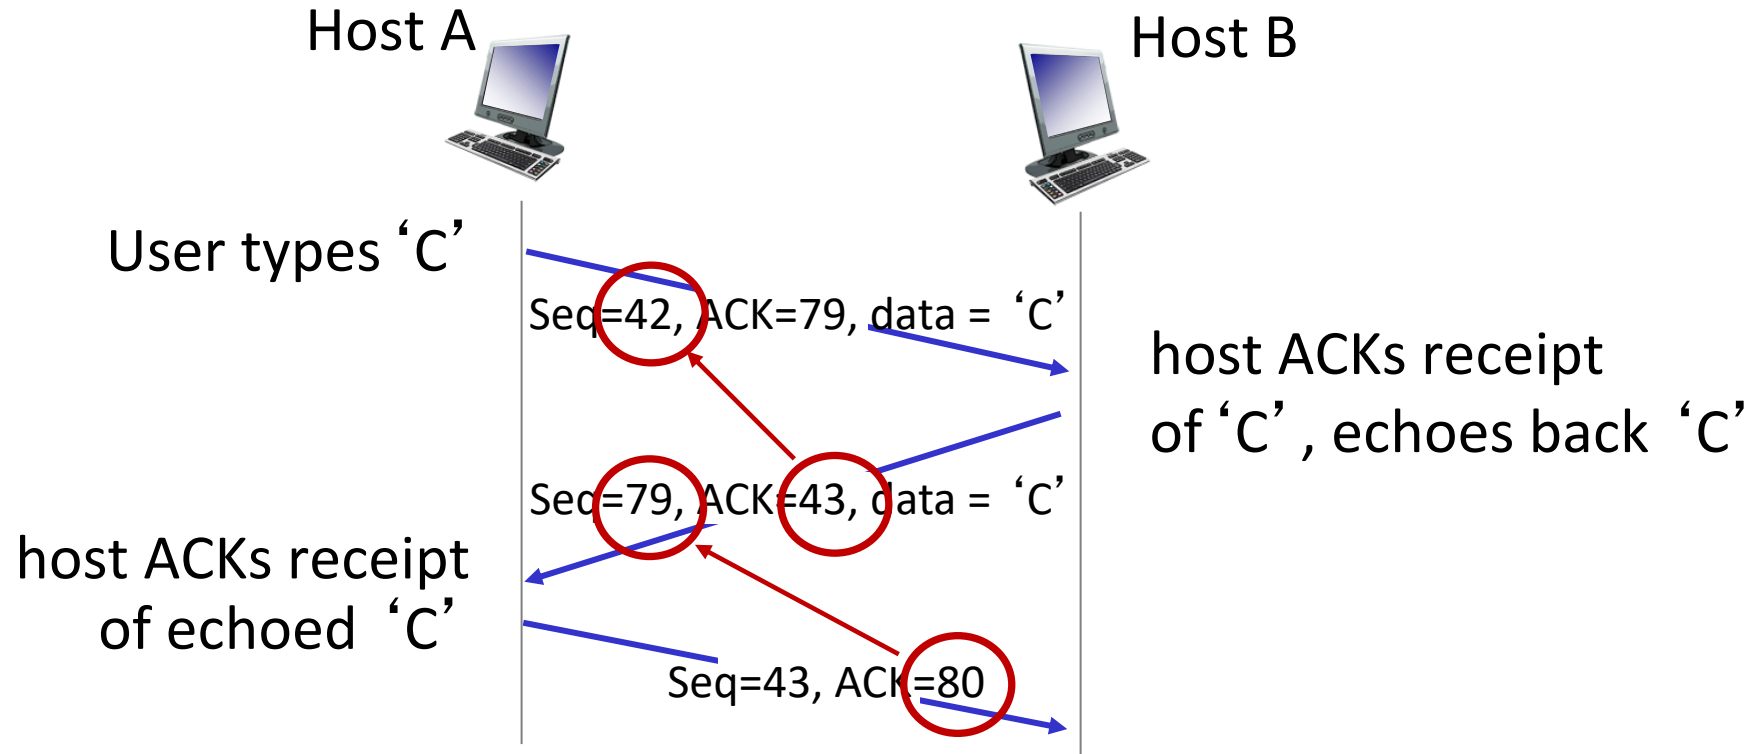 Host A
Host B
User types ‘C’
Seq=42, ACK=79, data = ‘C’
host ACKs receipt
of ‘C’, echoes back ‘C’
Seq=79, ACK=43, data = ‘C’
host ACKs receipt
of echoed ‘C’
Seq=43, ACK=80